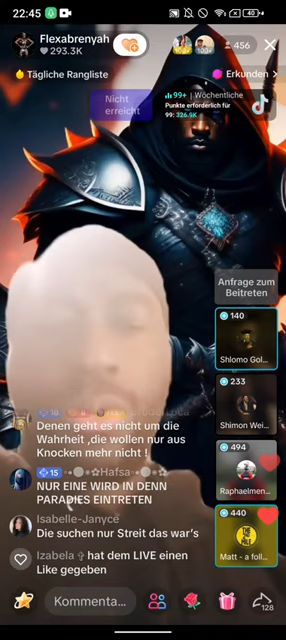 22:45
40
Flexabrenyah
293.3K
456
Tägliche Rangliste
Erkunden >
Nicht
erreicht
99+ | Wöchentliche
Punkte erforderlich für
99: 326.9K
Anfrage zum
Beitreten
140
Shlomo Gol...
233
Shimon Wei...
494
Raphaelmen...
440
Matt - a foll...
Denen geht es nicht um die
Wahrheit ,die wollen nur aus
Knocken mehr nicht !
15 Hafsa
NUR EINE WIRD IN DENN
PARADIES EINTRETEN
Isabelle-Janyce
Die suchen nur Streit das war's
Izabela ✞ hat dem LIVE einen
Like gegeben
Kommenta...
128